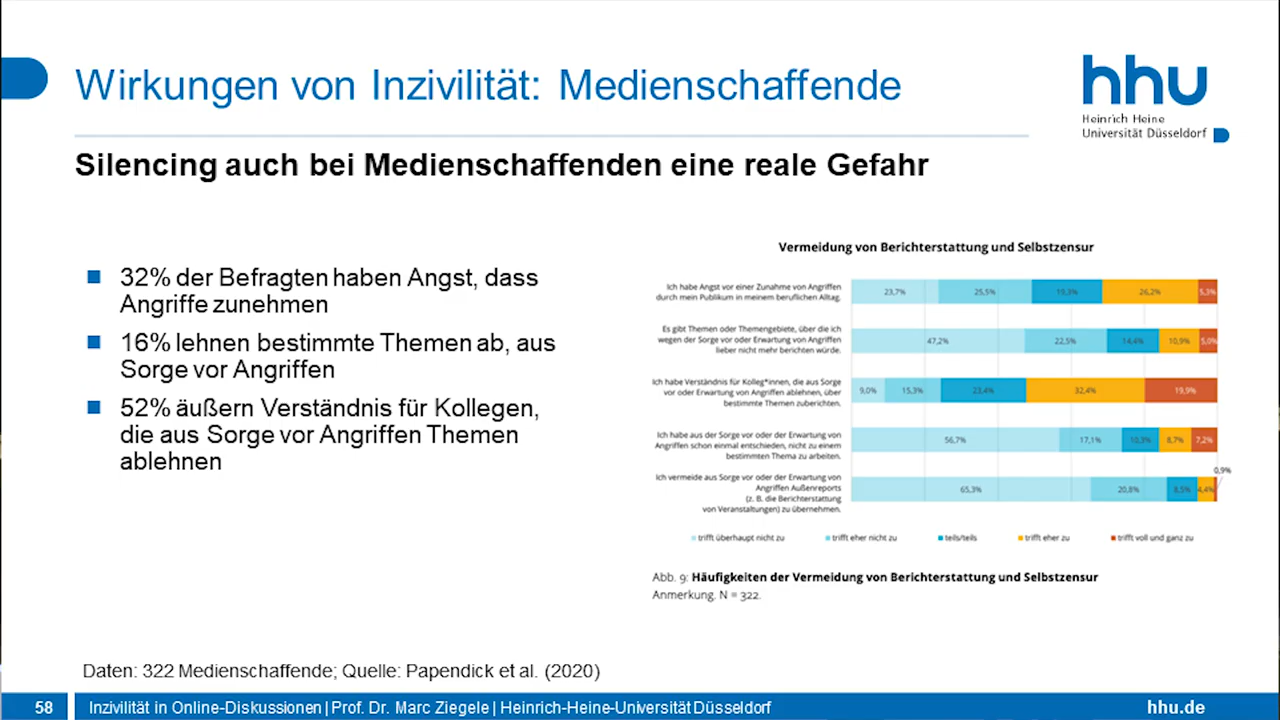 Wirkungen von Inzivilität: Medienschaffende
hhu
Heinrich Heine
Universität Düsseldorf
Silencing auch bei Medienschaffenden eine reale Gefahr
32% der Befragten haben Angst, dass
Angriffe zunehmen
16% lehnen bestimmte Themen ab, aus
Sorge vor Angriffen
52% äußern Verständnis für Kollegen,
die aus Sorge vor Angriffen Themen
ablehnen
Vermeidung von Berichterstattung und Selbstzensur
Ich habe Angst vor einer Zunahme von Angriffen
durch mein Publikum in meinem beruflichen Alltag.
23,7% 25,5% 19,3% 26,2% 5,3%
Es gibt Themen oder Themengebiete, über die ich
wegen der Sorge vor oder Erwartung von Angriffen
lieber nicht mehr berichten würde.
47,2% 22,5% 14,4% 10,9% 5,0%
Ich habe Verständnis für Kolleg*innen, die aus Sorge
vor oder Erwartung von Angriffen ablehnen, über
bestimmte Themen zuberichten.
9,0% 15,3% 23,4% 32,4% 19,9%
Ich habe aus der Sorge vor oder der Erwartung von
Angriffen schon einmal entschieden, nicht zu einem
bestimmten Thema zu arbeiten.
56,7% 17,1% 10,3% 8,7% 7,2%
Ich vermeide aus Sorge vor oder der Erwartung von
Angriffen Außenreports
(z. B. die Berichterstattung
von Veranstaltungen) zu übernehmen.
65,3% 20,8% 8,5% 4,4% 0,9%
trifft überhaupt nicht zu trifft eher nicht zu teils/teils trifft eher zu trifft voll und ganz zu
Abb. 9: Häufigkeiten der Vermeidung von Berichterstattung und Selbstzensur
Anmerkung. N = 322.
Daten: 322 Medienschaffende; Quelle: Papendick et al. (2020)
58 Inzivilität in Online-Diskussionen | Prof. Dr. Marc Ziegele | Heinrich-Heine-Universität Düsseldorf hhu.de